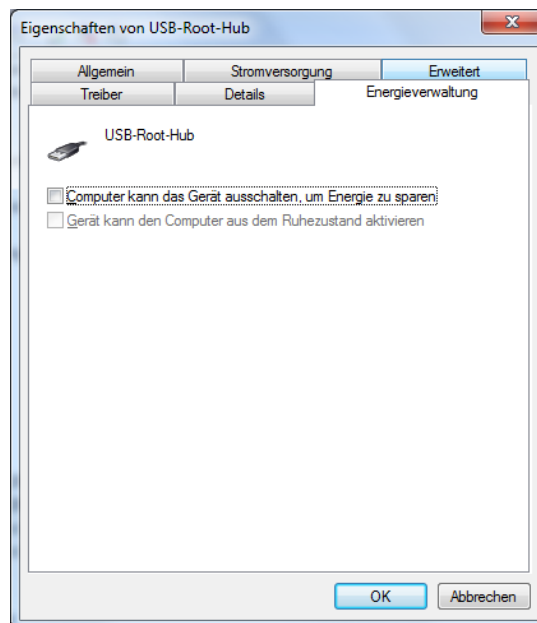 Eigenschaften von USB-Root-Hub
Allgemein Stromversorgung Erweitert
Treiber Details Energieverwaltung
USB-Root-Hub
Computer kann das Gerät ausschalten, um Energie zu sparen
Gerät kann den Computer aus dem Ruhezustand aktivieren
OK Abbrechen